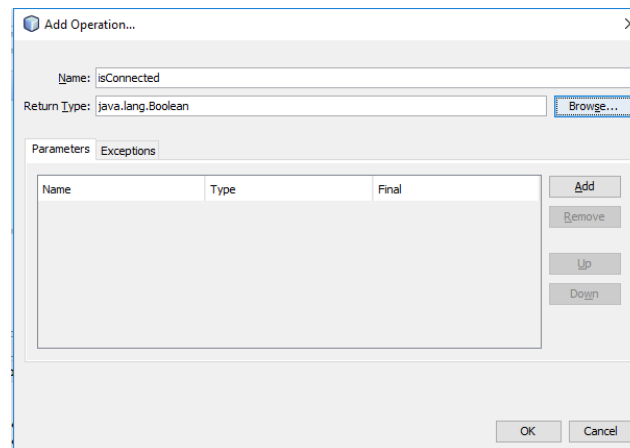 Add Operation...
Name: isConnected
Return Type: java.lang.Boolean Browse...
Parameters Exceptions
Name Type Final
Add
Remove
Up
Down
OK Cancel